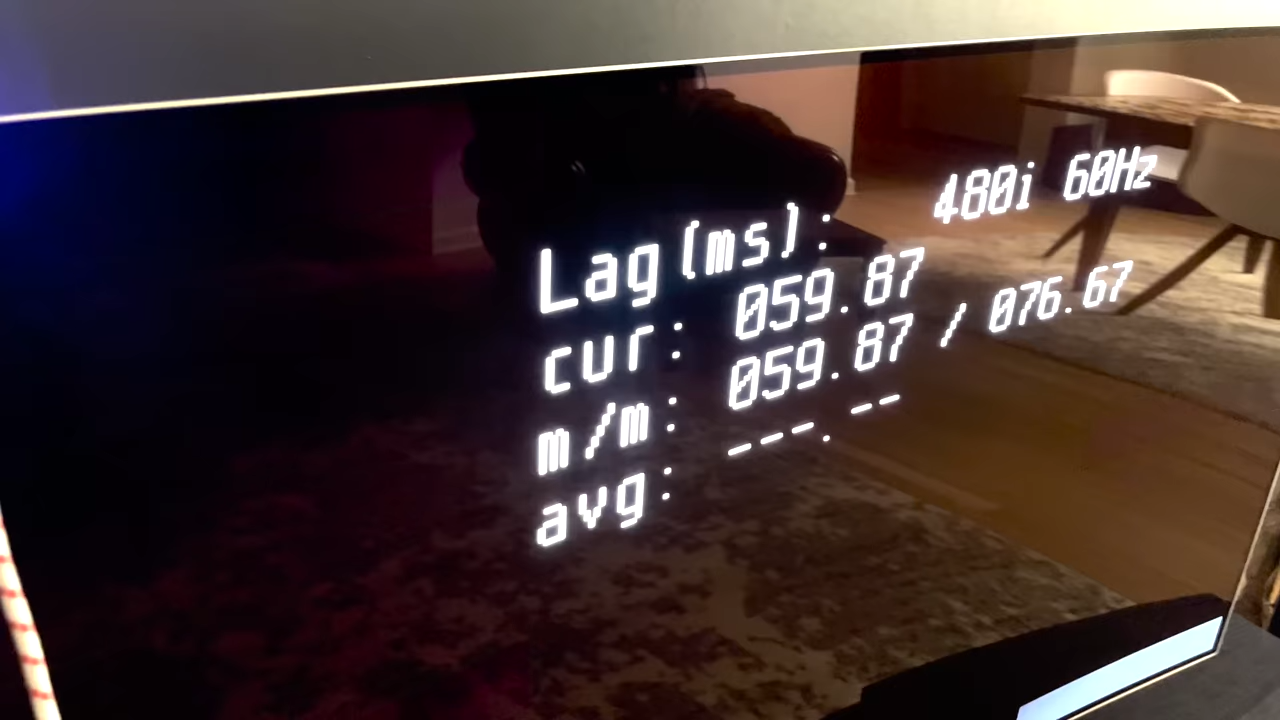 Lag(ms): 480i 60Hz
cur: 059.87
m/m: 059.87 / 076.67
avg: ---.--